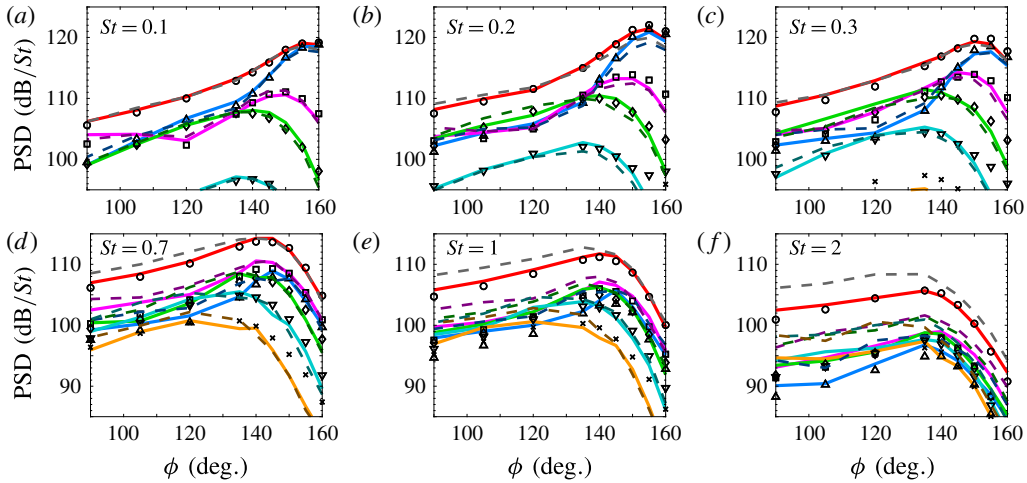 (a) St = 0.1
120
110
100
PSD (dB/St)
100 120 140 160
(b) St = 0.2
120
110
100
100 120 140 160
(c) St = 0.3
120
110
100
100 120 140 160
(d) St = 0.7
110
100
90
PSD (dB/St)
100 120 140 160
ϕ (deg.)
(e) St = 1
110
100
90
100 120 140 160
ϕ (deg.)
(f) St = 2
110
100
90
100 120 140 160
ϕ (deg.)